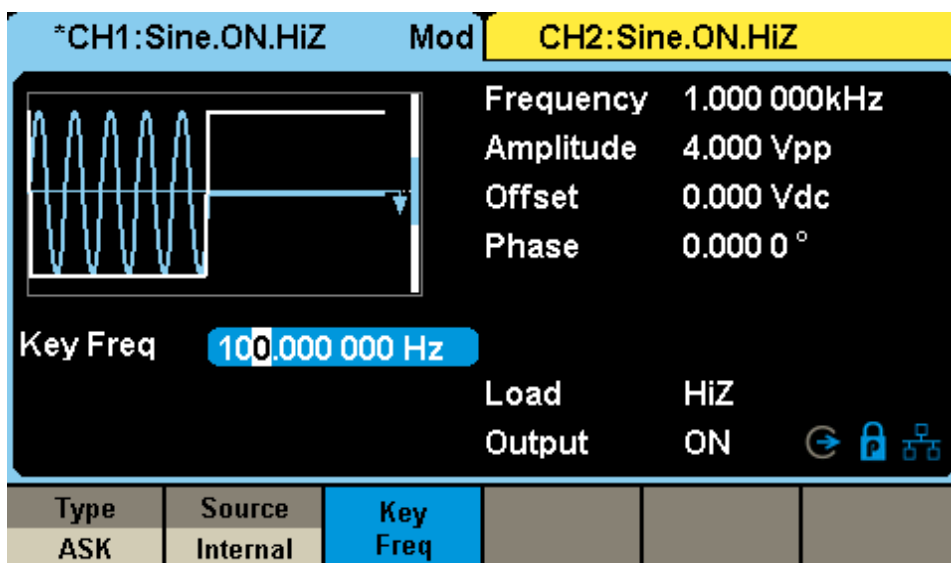 *CH1:Sine.ON.HiZ Mod CH2:Sine.ON.HiZ
Frequency 1.000 000kHz
Amplitude 4.000 Vpp
Offset 0.000 Vdc
Phase 0.000 0 °
Key Freq 100.000 000 Hz
Load HiZ
Output ON
P
Type Source Key
ASK Internal Freq